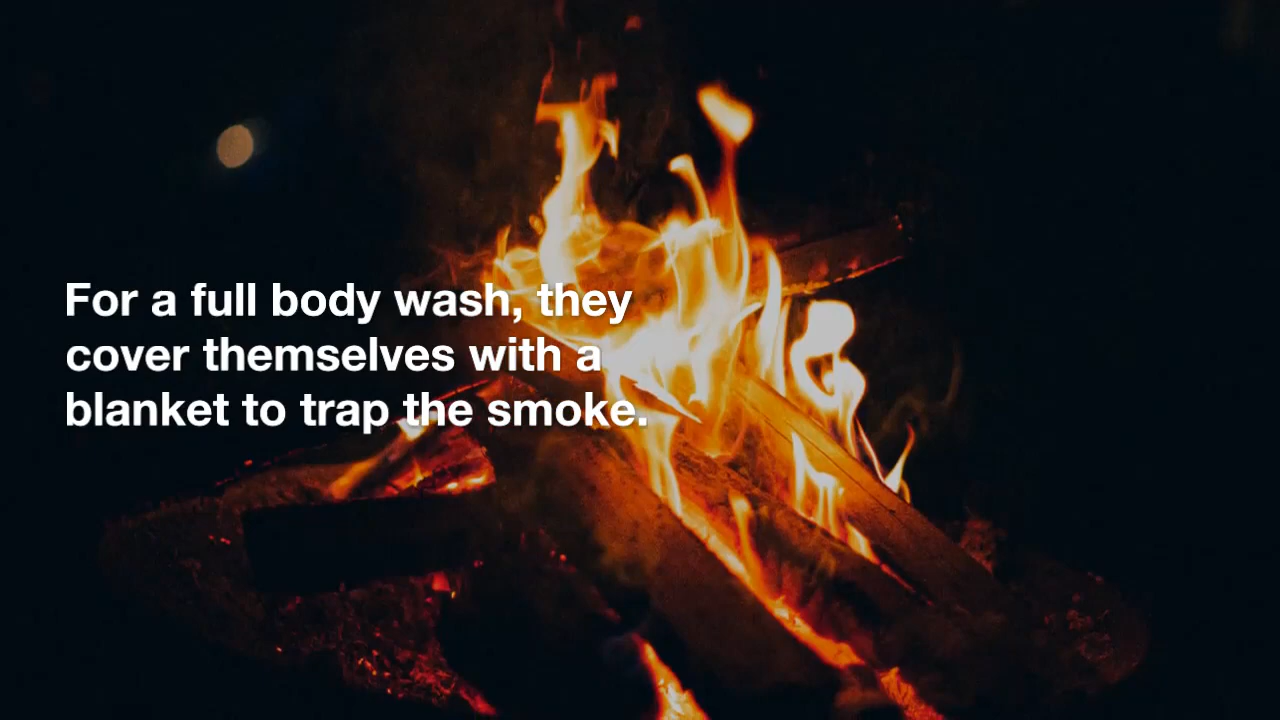 For a full body wash, they
cover themselves with a
blanket to trap the smoke.